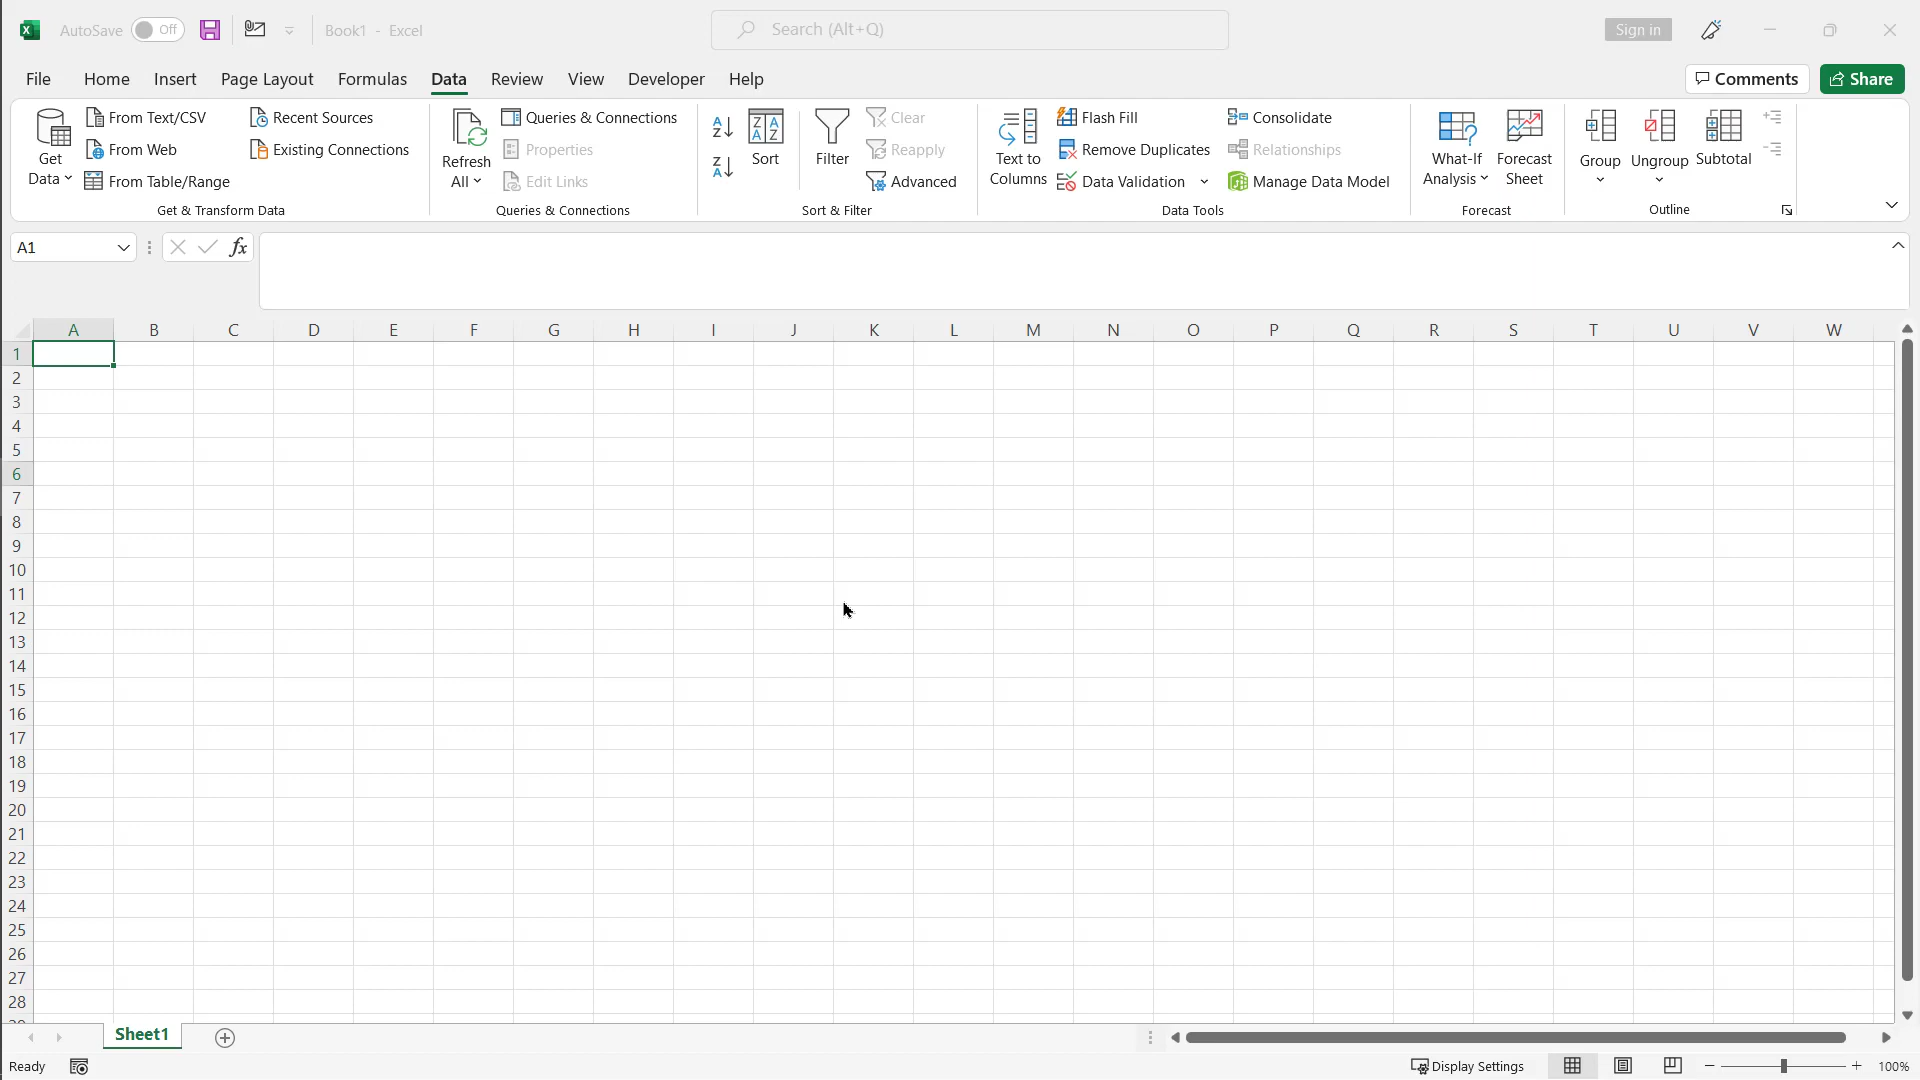 AutoSave Off Book1 - Excel Search (Alt+Q) Sign in
File Home Insert Page Layout Formulas Data Review View Developer Help Comments Share
Get Data
From Text/CSV
From Web
From Table/Range
Recent Sources
Existing Connections
Get & Transform Data
Refresh All
Queries & Connections
Properties
Edit Links
Queries & Connections
Sort
Filter
Clear
Reapply
Advanced
Sort & Filter
Text to Columns
Flash Fill
Remove Duplicates
Data Validation
Consolidate
Relationships
Manage Data Model
Data Tools
What-If Analysis
Forecast Sheet
Forecast
Group
Ungroup
Subtotal
Outline
A1 fx
A B C D E F G H I J K L M N O P Q R S T U V W
1
2
3
4
5
6
7
8
9
10
11
12
13
14
15
16
17
18
19
20
21
22
23
24
25
26
27
28
Sheet1
Ready Display Settings 100%